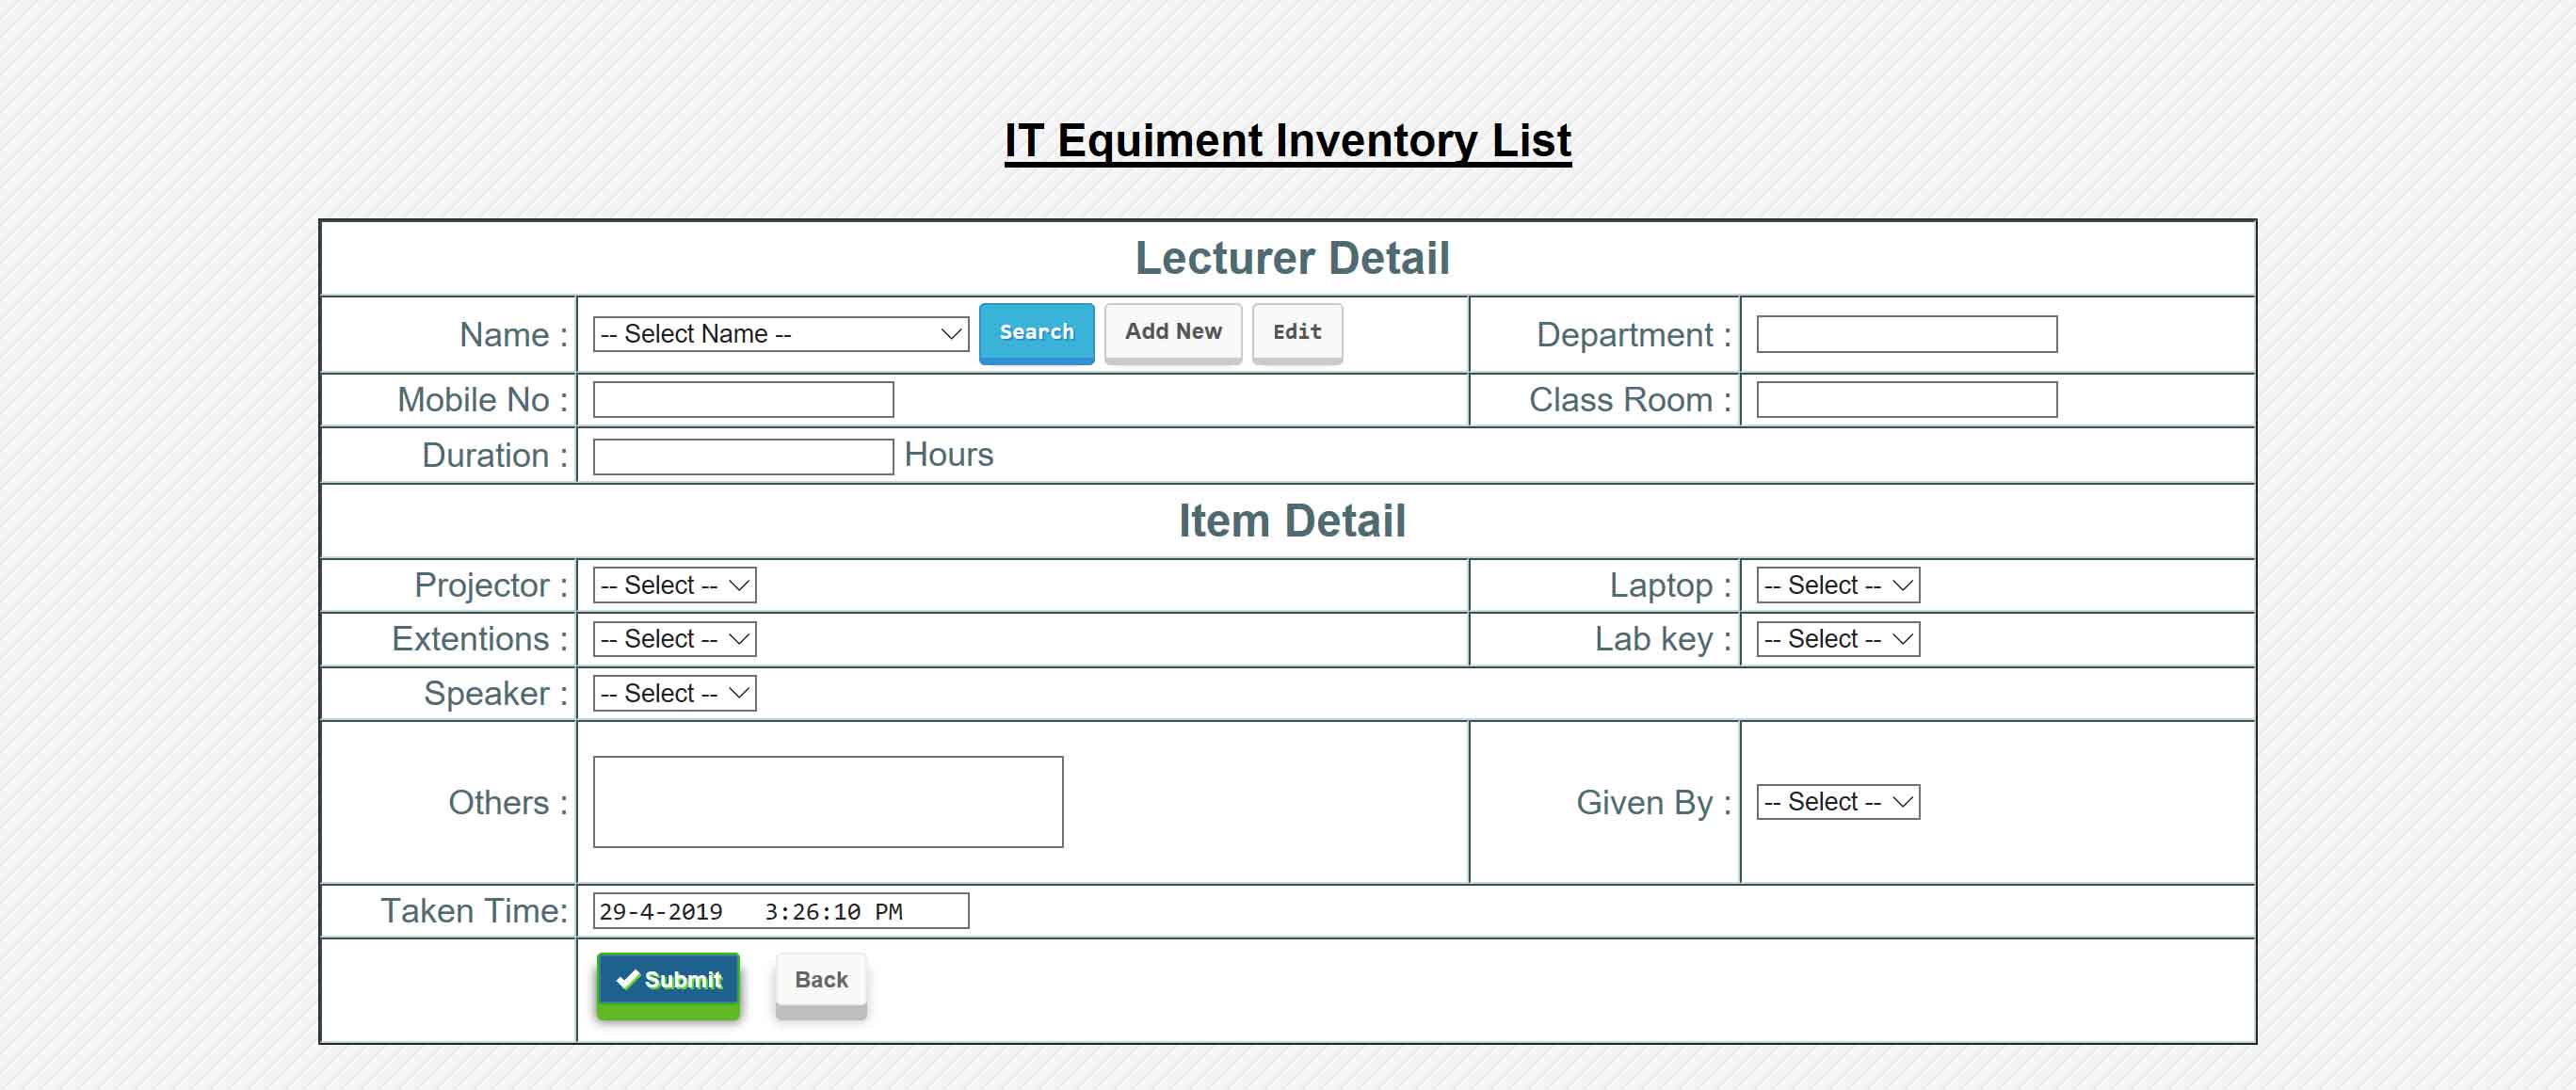 IT Equiment Inventory List
Lecturer Detail
Name : -- Select Name -- Search Add New Edit Department :
Mobile No : Class Room :
Duration : Hours
Item Detail
Projector : -- Select -- Laptop : -- Select --
Extentions : -- Select -- Lab key : -- Select --
Speaker : -- Select --
Others : Given By : -- Select --
Taken Time: 29-4-2019 3:26:10 PM
Submit Back